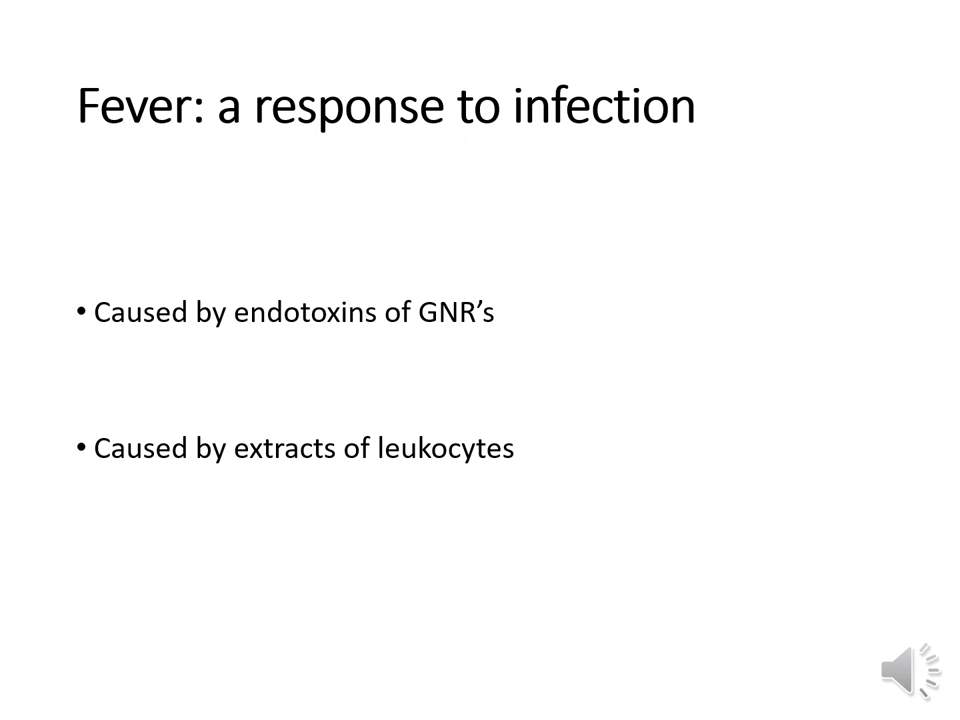 Fever: a response to infection
• Caused by endotoxins of GNR’s
• Caused by extracts of leukocytes